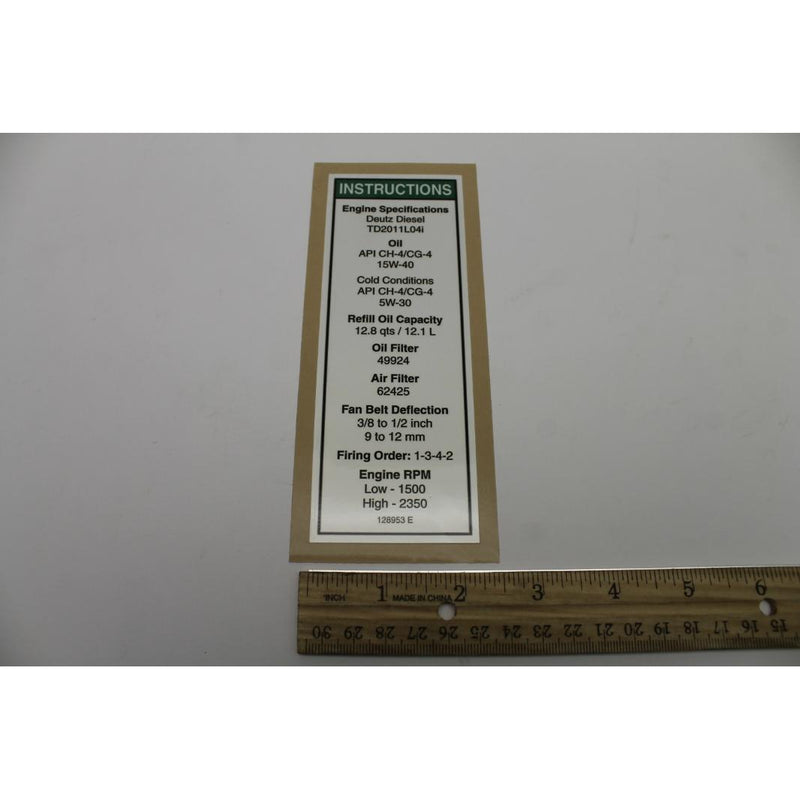 INSTRUCTIONS
Engine Specifications
Deutz Diesel
TD2011L04i
Oil
API CH-4/CG-4
15W-40
Cold Conditions
API CH-4/CG-4
5W-30
Refill Oil Capacity
12.8 qts / 12.1 L
Oil Filter
49924
Air Filter
62425
Fan Belt Deflection
3/8 to 1/2 inch
9 to 12 mm
Firing Order: 1-3-4-2
Engine RPM
Low - 1500
High - 2350
128953 E
INCH 1 MADE IN CHINA 2 3 4 5 6
30 29 28 27 26 25 24 23 22 21 20 19 18 17 16 15